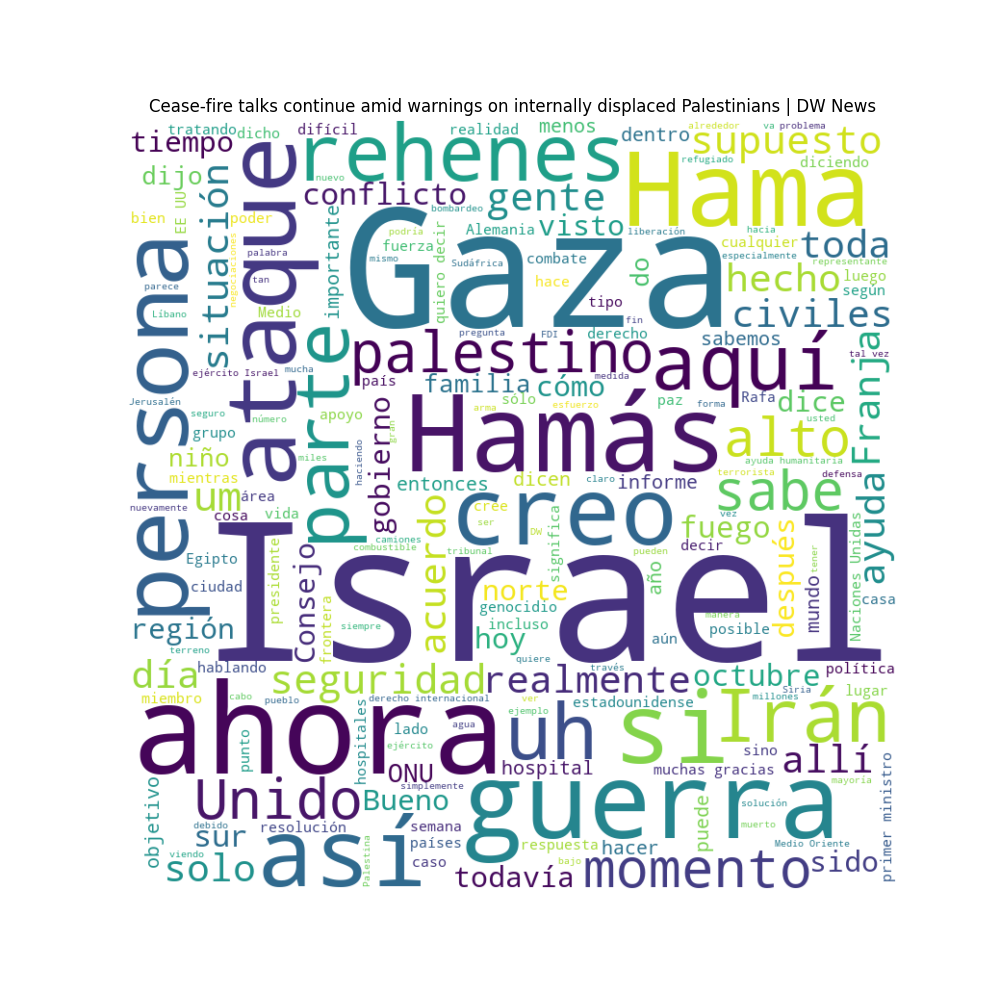 Cease-fire talks continue amid warnings on internally displaced Palestinians | DW News
tratando
dicho
difícil
realidad
menos
alrededor
va
problema
tiempo
rehenes
dentro
supuesto
refugiado
diciendo
dijo
nuevo
conflicto
gente
Hama
ataque
situación
EE UU
bien
poder
palabra
negociaciones
parece
tan
Líbano
Medio
importante
podría
bombardeo
fuerza
mismo
quiero decir
Alemania
visto
liberación
hacia
cualquier
especialmente
toda
representante
Gaza
Sudáfrica
combate
hace
tipo
do
hecho
luego
según
persona
ejército Israel
mucha
parte
país
palestino
pregunta
FDI
fin
derecho
civiles
sabemos
aquí
tal vez
Jerusalén
seguro
número
grupo
apoyo
familia
sólo
cómo
medida
paz
Rafa
forma
dice
usted
Franja
niño
mientras
miles
haciendo
gobierno
gran
arma
esfuerzo
Hamás
alto
ayuda humanitaria
terrorista
defensa
nuevamente
um
área
cosa
vida
entonces
dicen
claro
informe
sabe
ayuda
camiones
combustible
acuerdo
creo
cree
ser
DW
vez
fuego
decir
Egipto
ciudad
presidente
Consejo
tribunal
significa
pueden
año
después
mundo
tener
Naciones Unidas
casa
región
terreno
frontera
siempre
Israel
norte
genocidio
incluso
hoy
manera
posible
aún
día
hablando
quiere
seguridad
realmente
través
octubre
política
miembro
cabo
pueblo
derecho internacional
ver
ejemplo
estadounidense
millones
Siria
lugar
ahora
punto
hospitales
lado
agua
ejército
uh
si
Irán
sino
allí
ONU
hospital
muchas gracias
mayoría
objetivo
Unido
simplemente
Bueno
guerra
puede
solución
muerto
primer ministro
debido
sur
resolución
semana
países
respuesta
hacer
Medio Oriente
viendo
solo
así
Palestina
caso
bajo
todavía
momento
sido